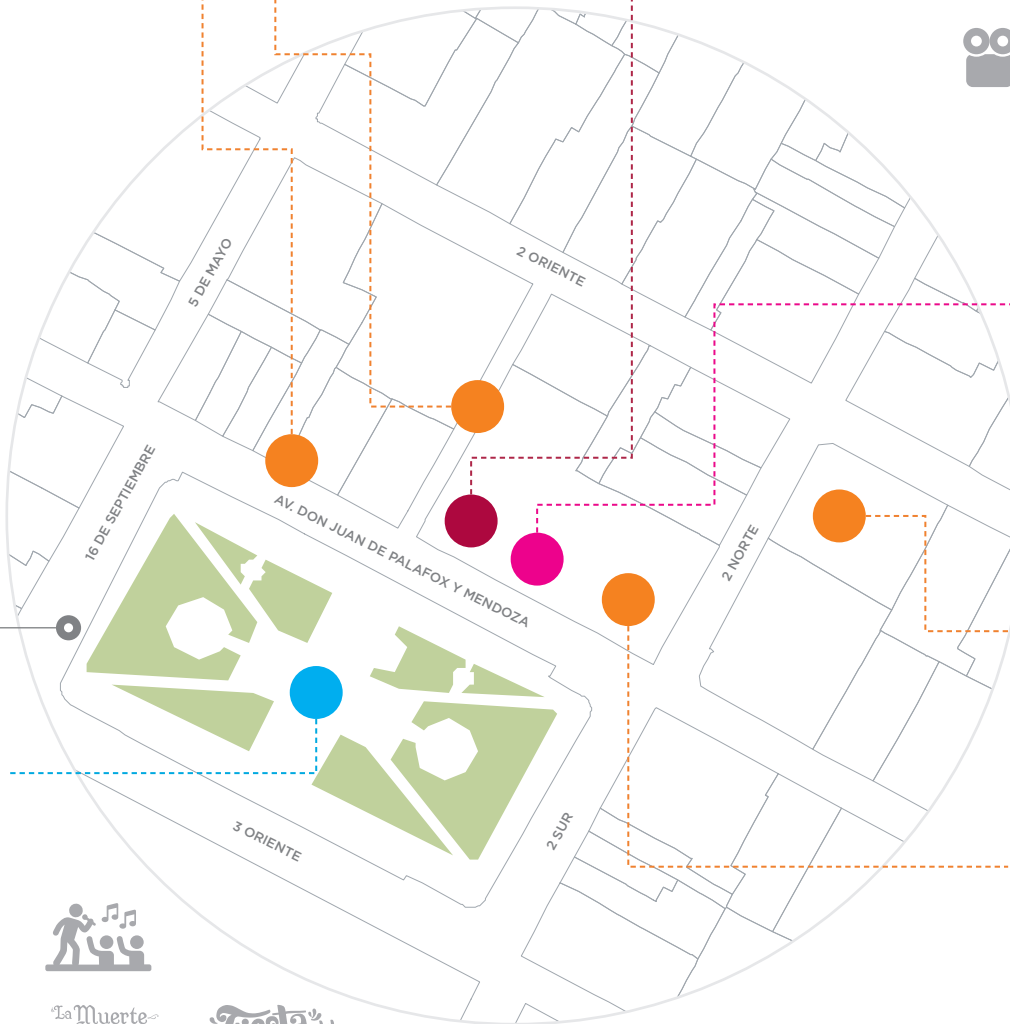 2 ORIENTE
5 DE MAYO
16 DE SEPTIEMBRE
AV. DON JUAN DE PALAFOX Y MENDOZA
2 NORTE
3 ORIENTE
2 SUR
La Muerte